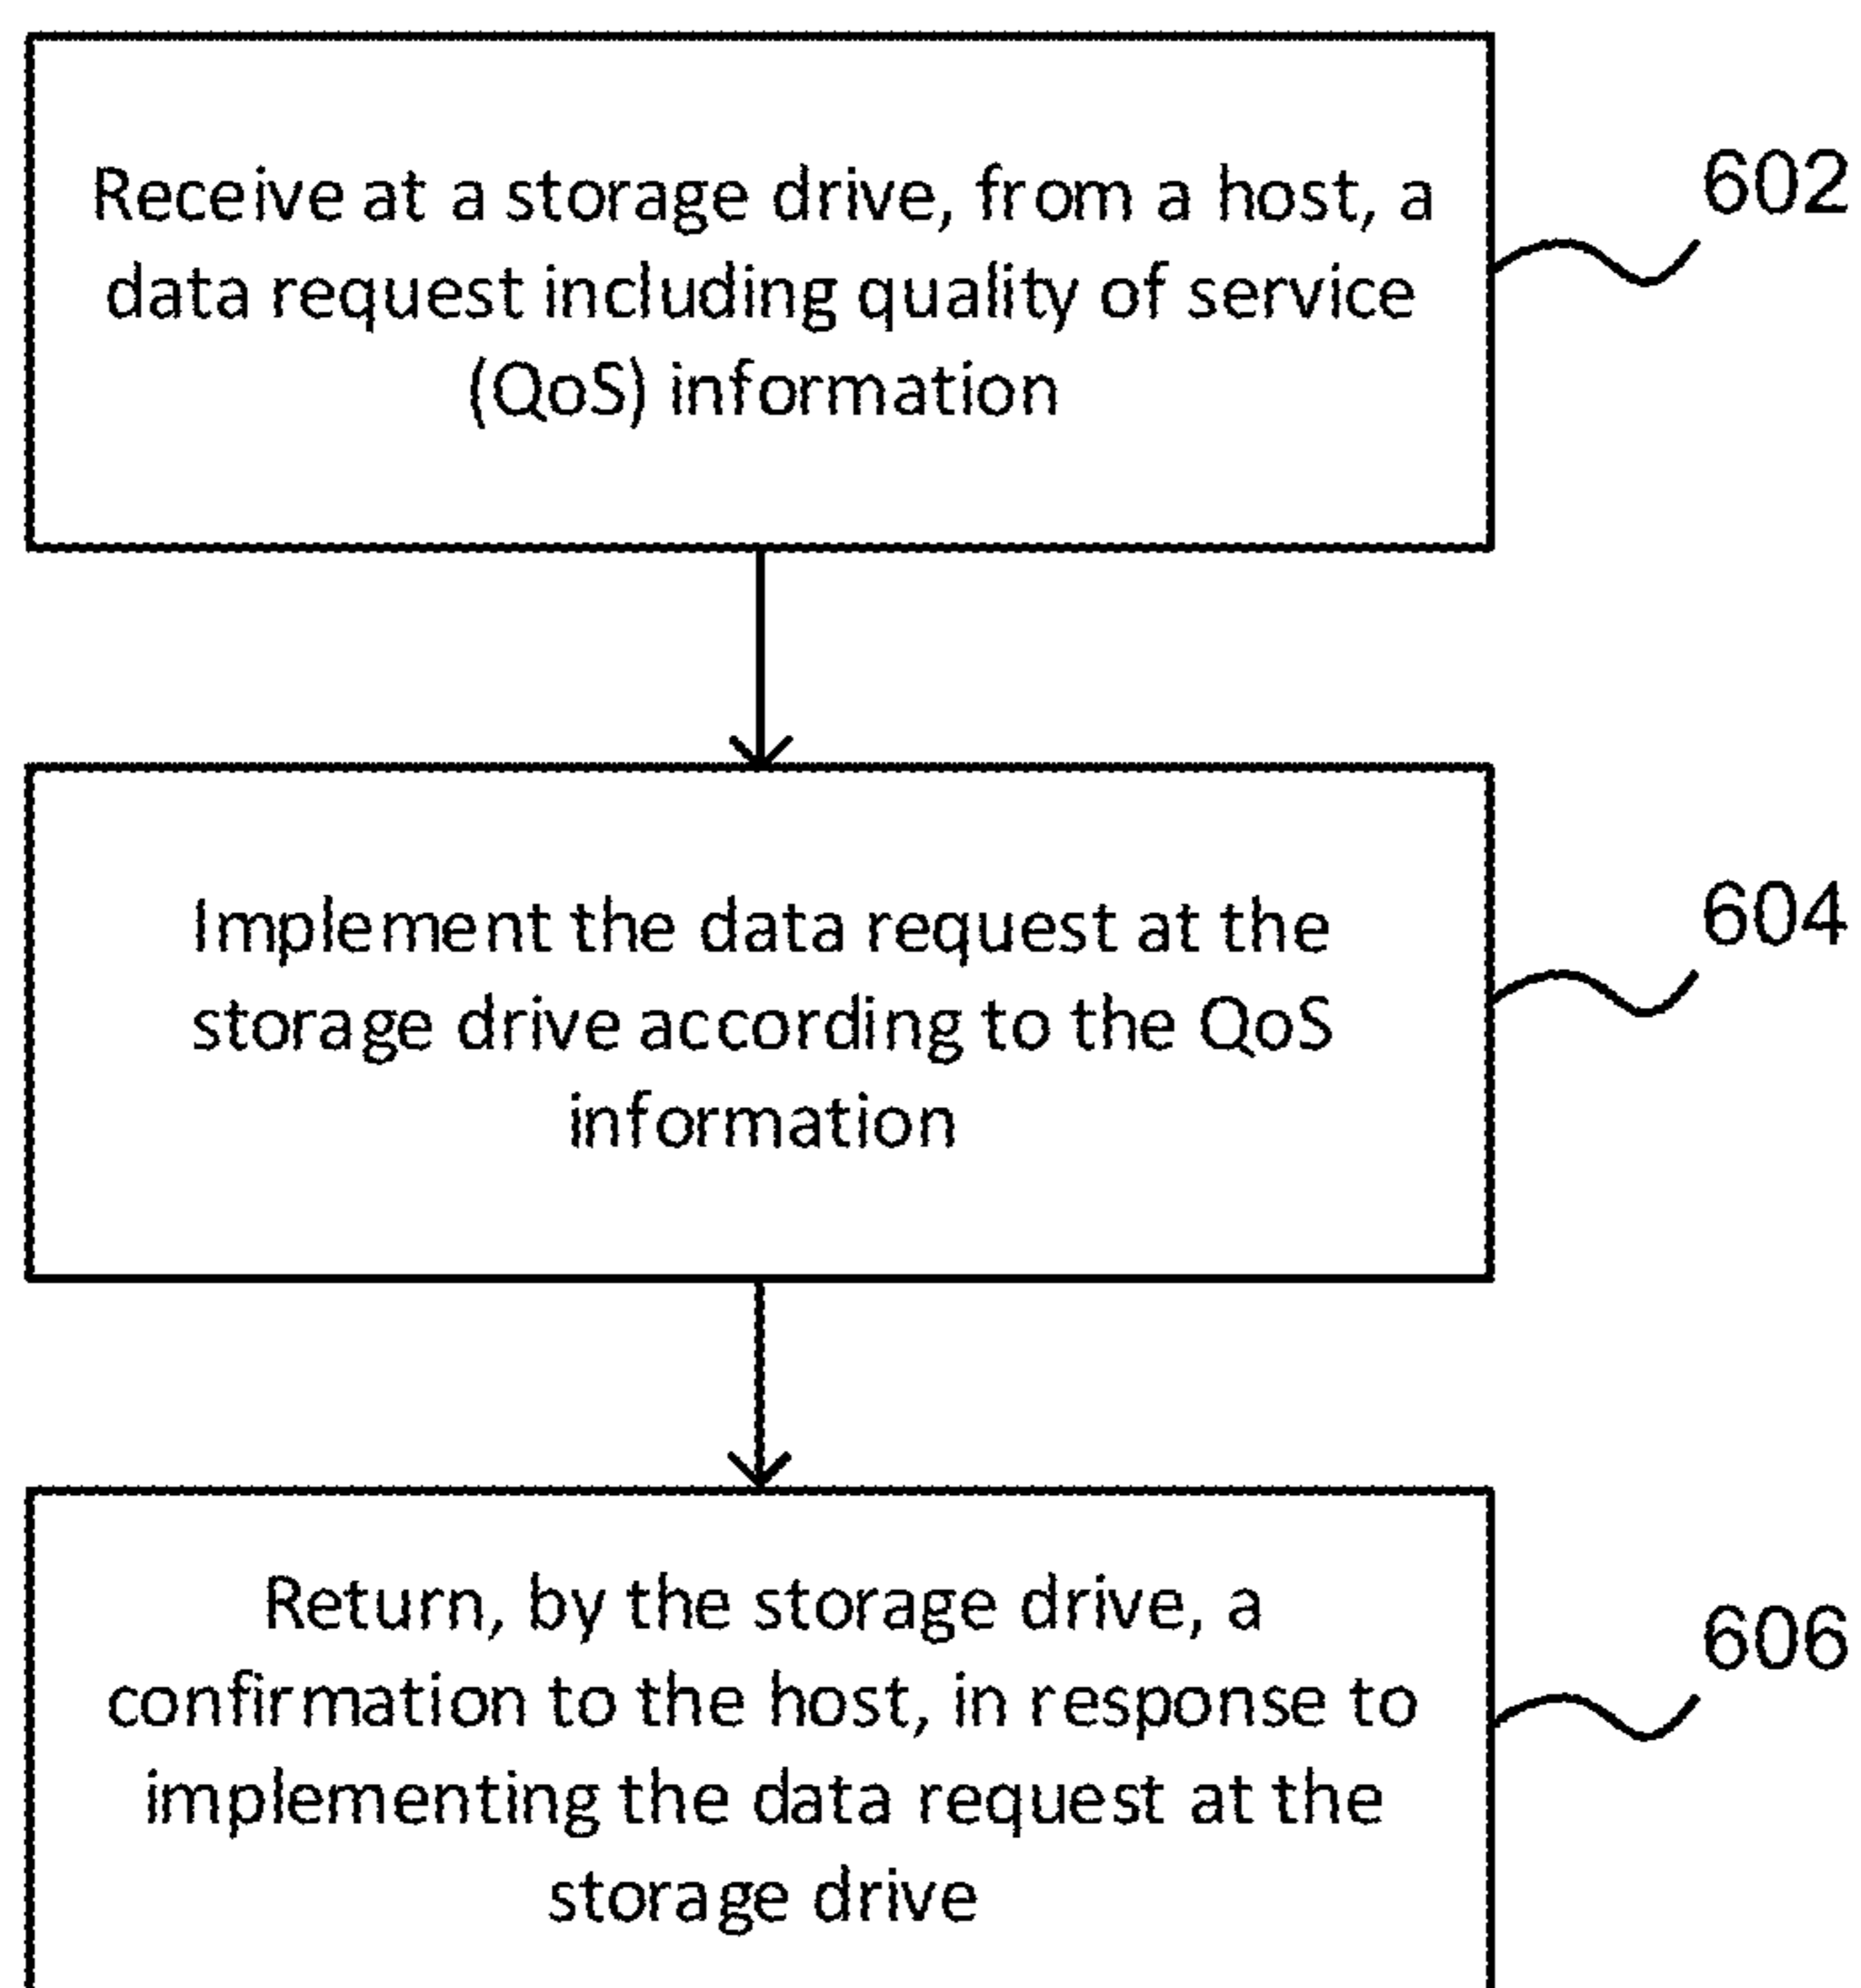 Receive at a storage drive, from a host, a
data request including quality of service
(QoS) information
602
Implement the data request at the
storage drive according to the QoS
information
604
Return, by the storage drive, a
confirmation to the host, in response to
implementing the data request at the
storage drive
606